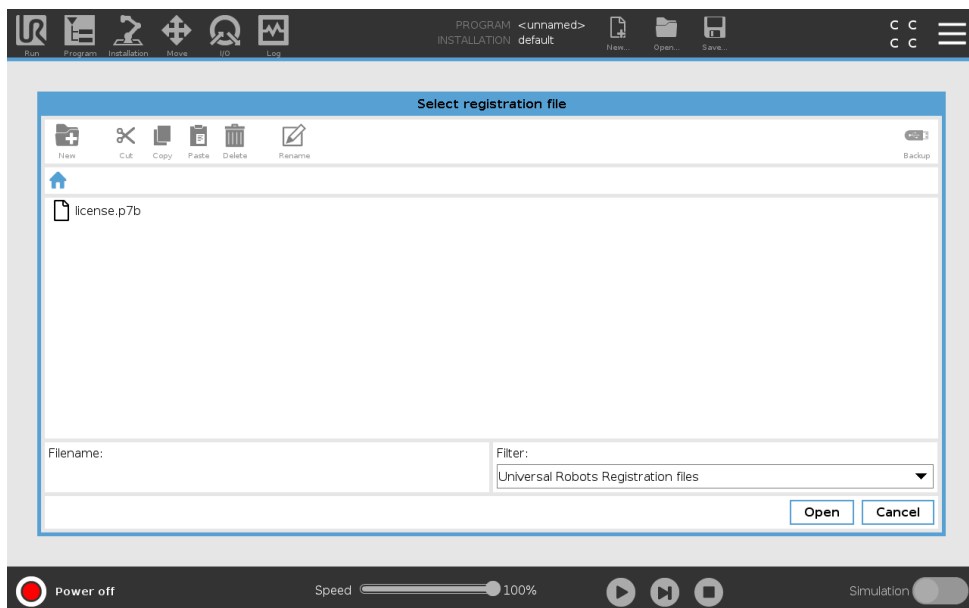 PROGRAM <unnamed>
INSTALLATION default
UR
Run
Program
Installation
Move
I/O
Log
New...
Open...
Save...
C C
C C
Select registration file
New
Cut
Copy
Paste
Delete
Rename
Backup
license.p7b
Filename:
Filter:
Universal Robots Registration files
Open
Cancel
Power off
Speed
100%
Simulation